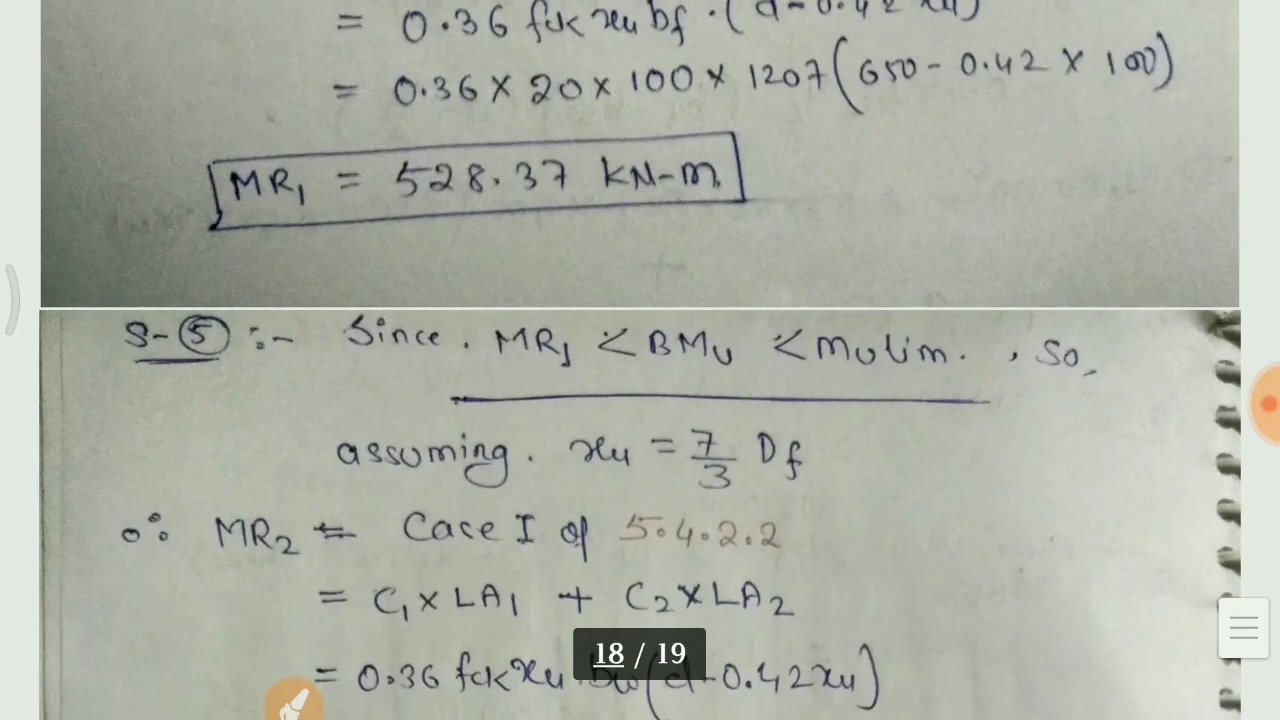 = 0.36 fck xu bf . (d - 0.42 xu)
= 0.36 × 20 × 100 × 1207 (650 - 0.42 × 100)
MR₁ = 528.37 KN-m.
S-⑤ :- Since . MR₁ < BMu < Mulim. , so,
assuming. xu = 7/3 Df
∴ MR₂ = Case I of 5.4.2.2
= C₁ × LA₁ + C₂ × LA₂
= 0.36 fck xu bw (d - 0.42 xu)
18 / 19